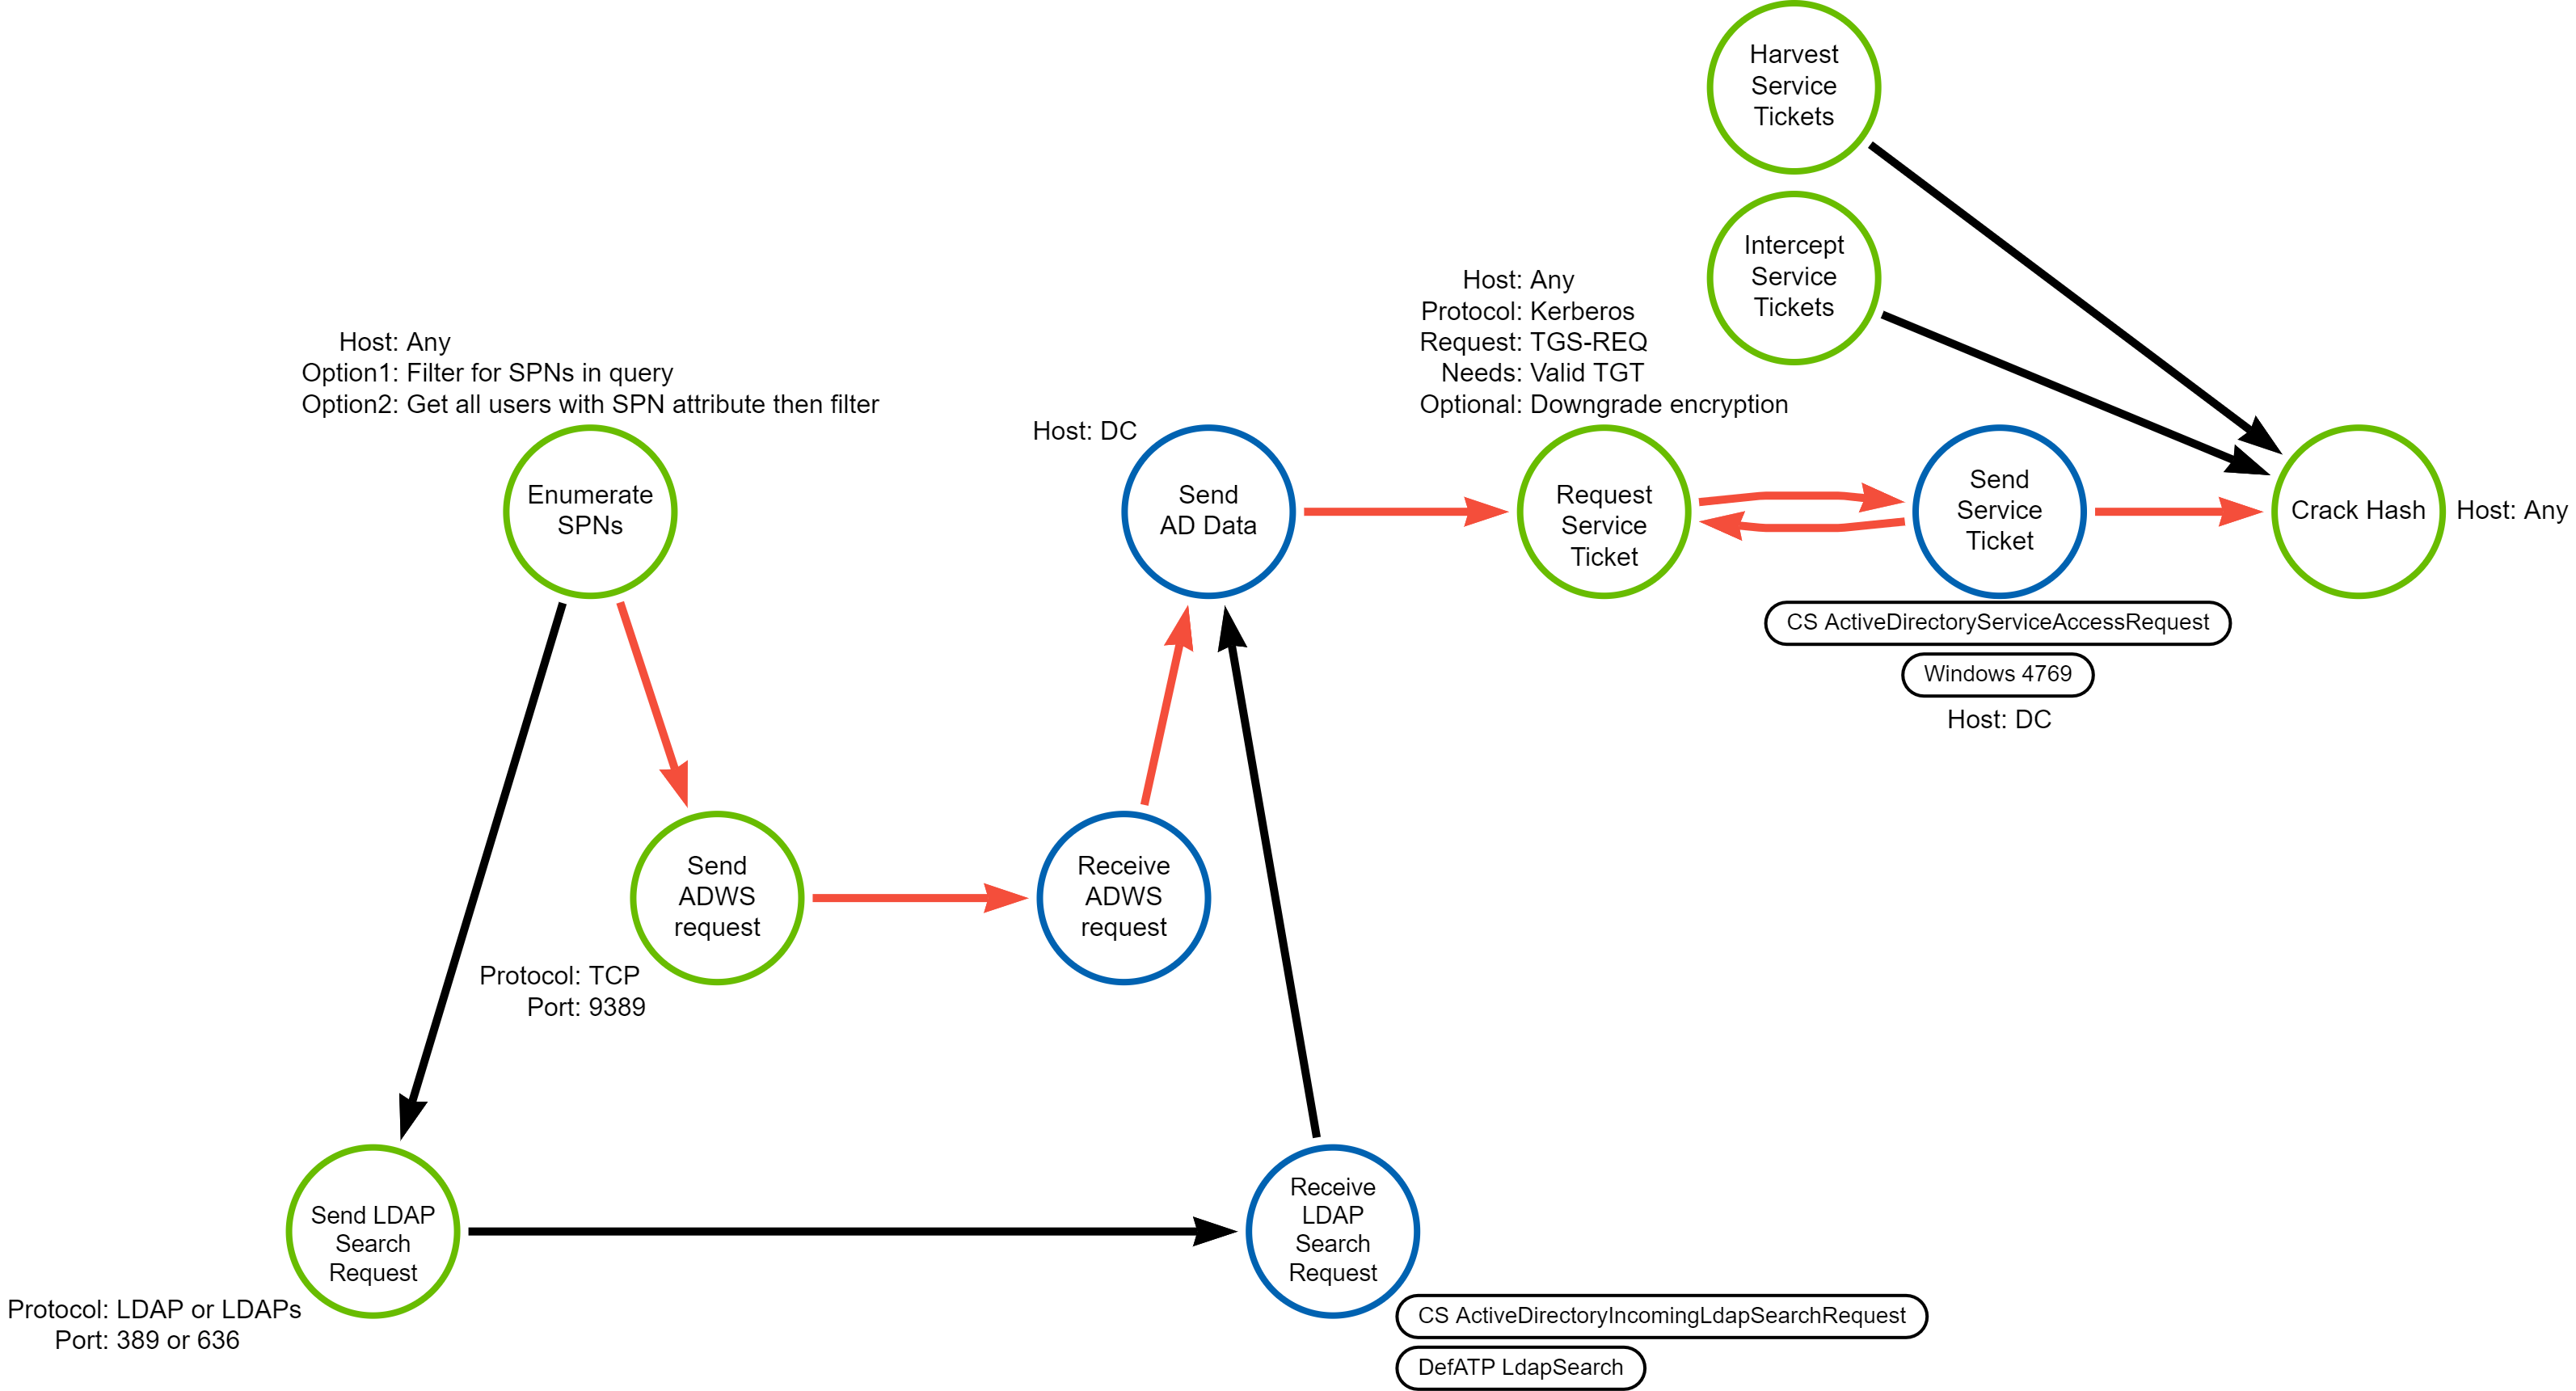 Harvest
Service
Tickets
Intercept
Service
Tickets
Host: Any
Protocol: Kerberos
Request: TGS-REQ
Needs: Valid TGT
Optional: Downgrade encryption
Host: Any
Option1: Filter for SPNs in query
Option2: Get all users with SPN attribute then filter
Host: DC
Enumerate
SPNs
Send
AD Data
Request
Service
Ticket
Send
Service
Ticket
Crack Hash
Host: Any
CS ActiveDirectoryServiceAccessRequest
Windows 4769
Host: DC
Send
ADWS
request
Receive
ADWS
request
Protocol: TCP
Port: 9389
Send LDAP
Search
Request
Receive
LDAP
Search
Request
Protocol: LDAP or LDAPs
Port: 389 or 636
CS ActiveDirectoryIncomingLdapSearchRequest
DefATP LdapSearch